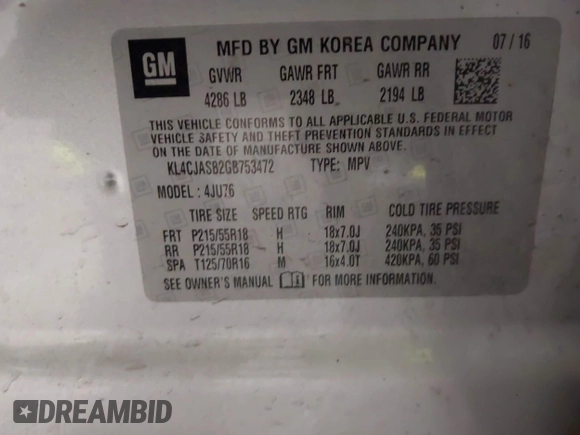 GM MFD BY GM KOREA COMPANY 07 / 16
GVWR GAWR FRT GAWR RR
4286 LB 2348 LB 2194 LB
THIS VEHICLE CONFORMS TO ALL APPLICABLE U.S. FEDERAL MOTOR
VEHICLE SAFETY AND THEFT PREVENTION STANDARDS IN EFFECT
ON THE DATE OF MANUFACTURE SHOWN ABOVE.
KL4CJASB2GB753472 TYPE: MPV
MODEL : 4JU76
TIRE SIZE SPEED RTG RIM COLD TIRE PRESSURE
FRT P215/55R18 H 18x7.0J 240KPA, 35 PSI
RR P215/55R18 H 18x7.0J 240KPA, 35 PSI
SPA T125/70R16 M 16x4.0T 420KPA, 60 PSI
SEE OWNER'S MANUAL FOR MORE INFORMATION
DREAMBID